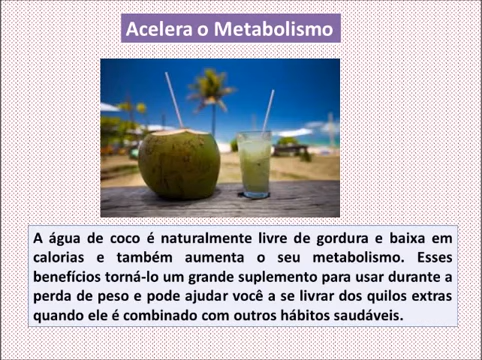 Acelera o Metabolismo
A água de coco é naturalmente livre de gordura e baixa em
calorias e também aumenta o seu metabolismo. Esses
benefícios torná-lo um grande suplemento para usar durante a
perda de peso e pode ajudar você a se livrar dos quilos extras
quando ele é combinado com outros hábitos saudáveis.